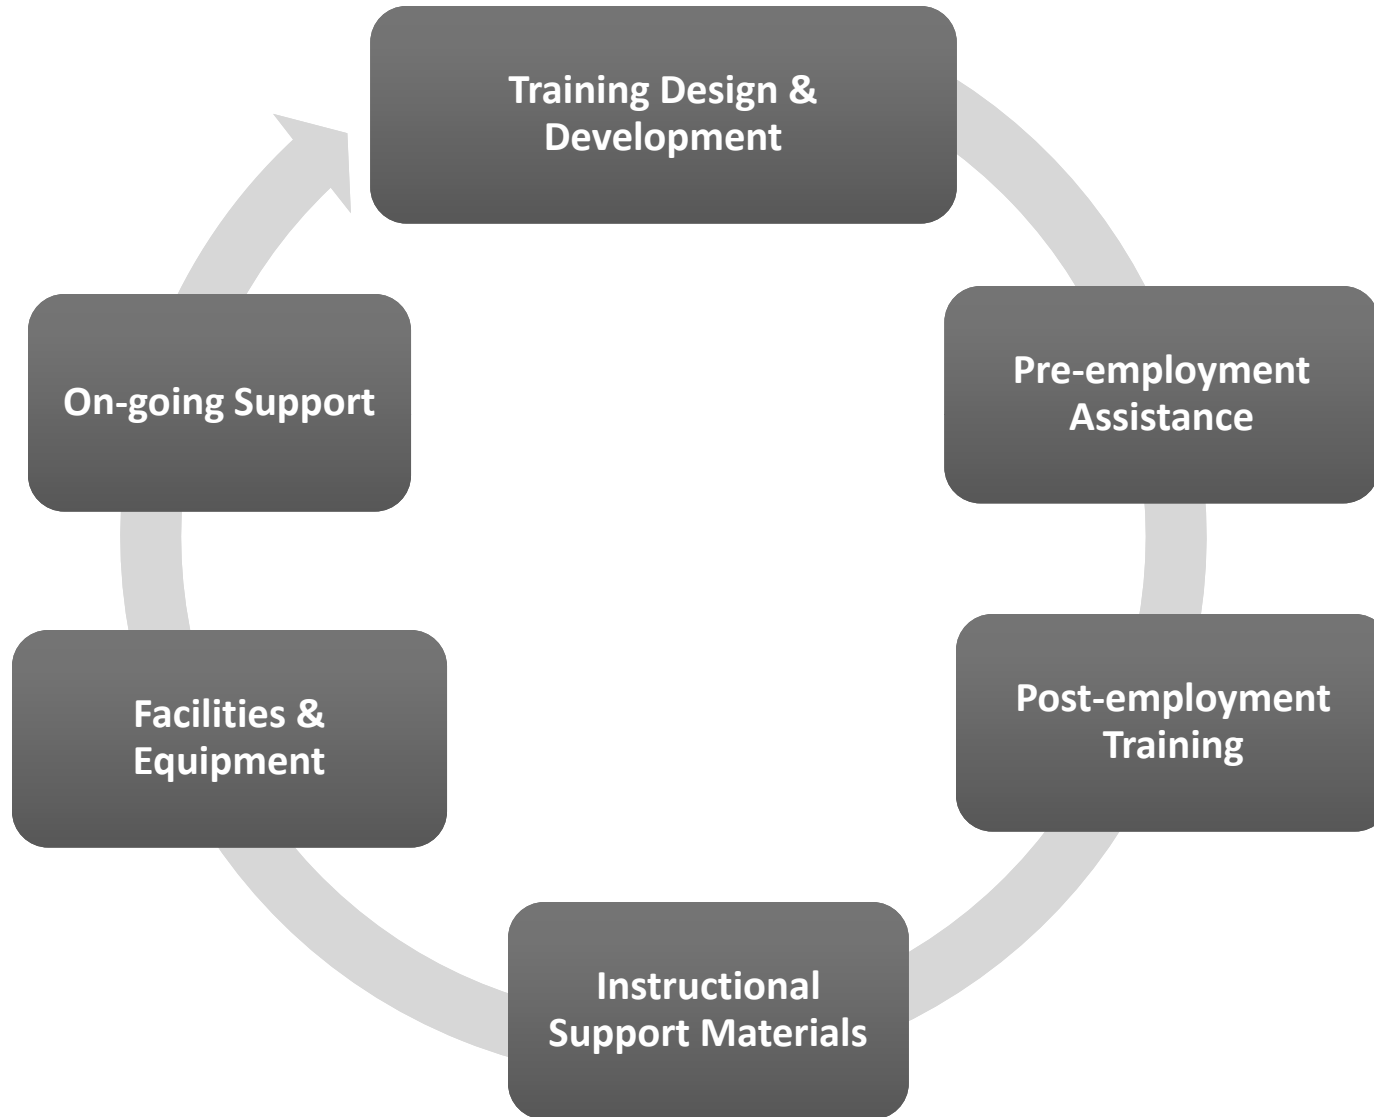 Training Design &
Development
Pre-employment
Assistance
Post-employment
Training
Instructional
Support Materials
Facilities &
Equipment
On-going Support